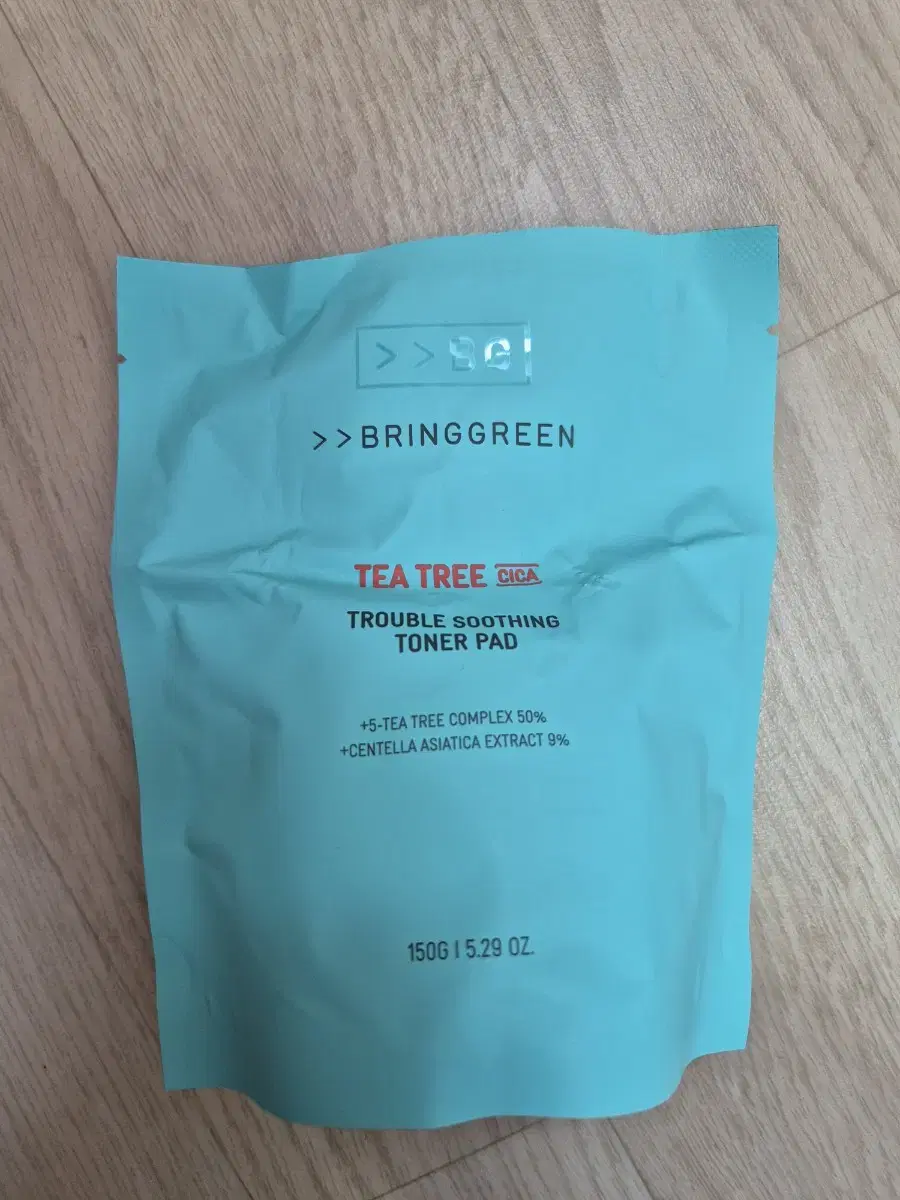 >>BG
>>BRINGGREEN
TEA TREE CICA
TROUBLE SOOTHING
TONER PAD
+5-TEA TREE COMPLEX 50%
+CENTELLA ASIATICA EXTRACT 9%
150G | 5.29 OZ.